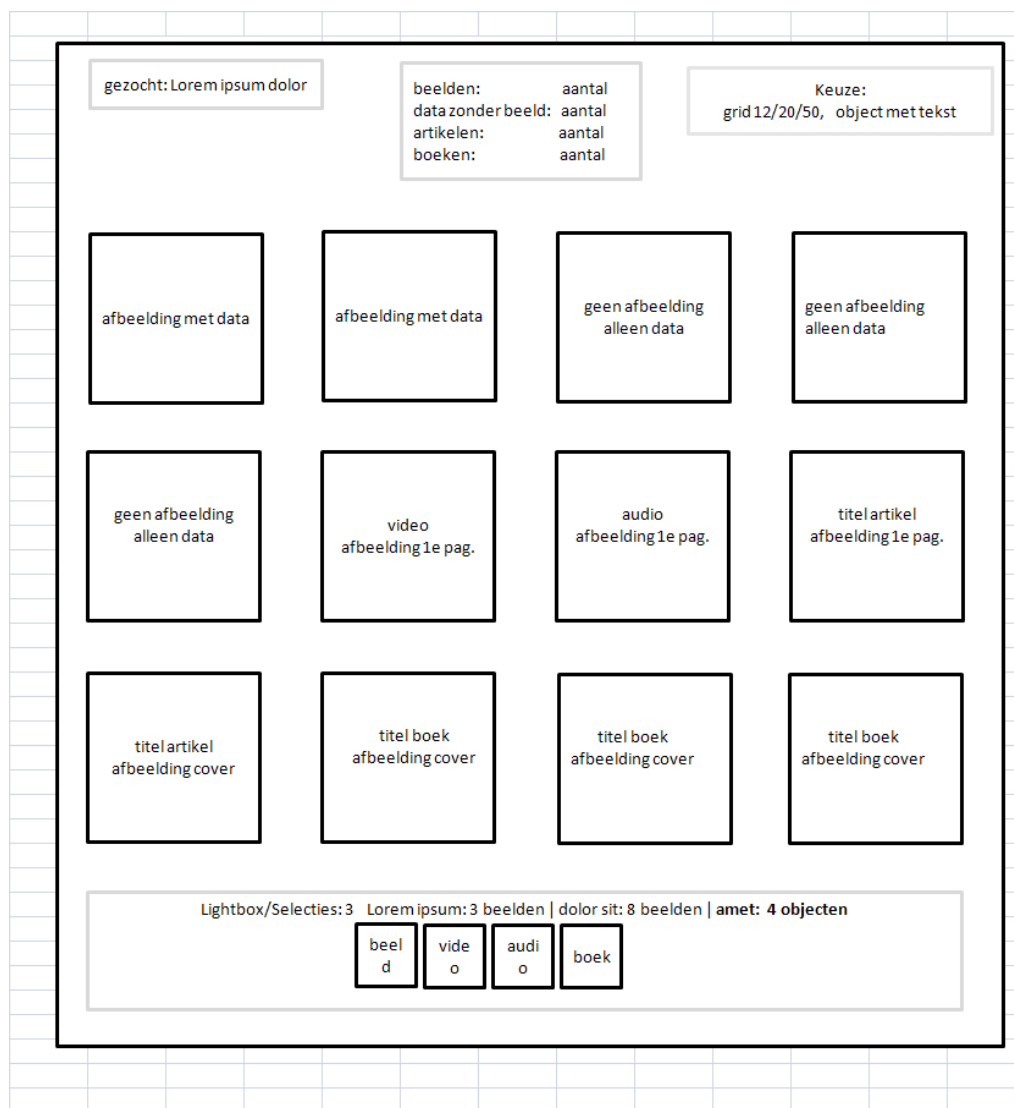 gezocht: Lorem ipsum dolor
beelden: aantal
data zonder beeld: aantal
artikelen: aantal
boeken: aantal
Keuze:
grid 12/20/50, object met tekst
afbeelding met data
afbeelding met data
geen afbeelding
alleen data
geen afbeelding
alleen data
geen afbeelding
alleen data
video
afbeelding 1e pag.
audio
afbeelding 1e pag.
titel artikel
afbeelding 1e pag.
titel artikel
afbeelding cover
titel boek
afbeelding cover
titel boek
afbeelding cover
titel boek
afbeelding cover
Lightbox/Selecties: 3 Lorem ipsum: 3 beelden | dolor sit: 8 beelden | amet: 4 objecten
beel
d
vide
o
audi
o
boek